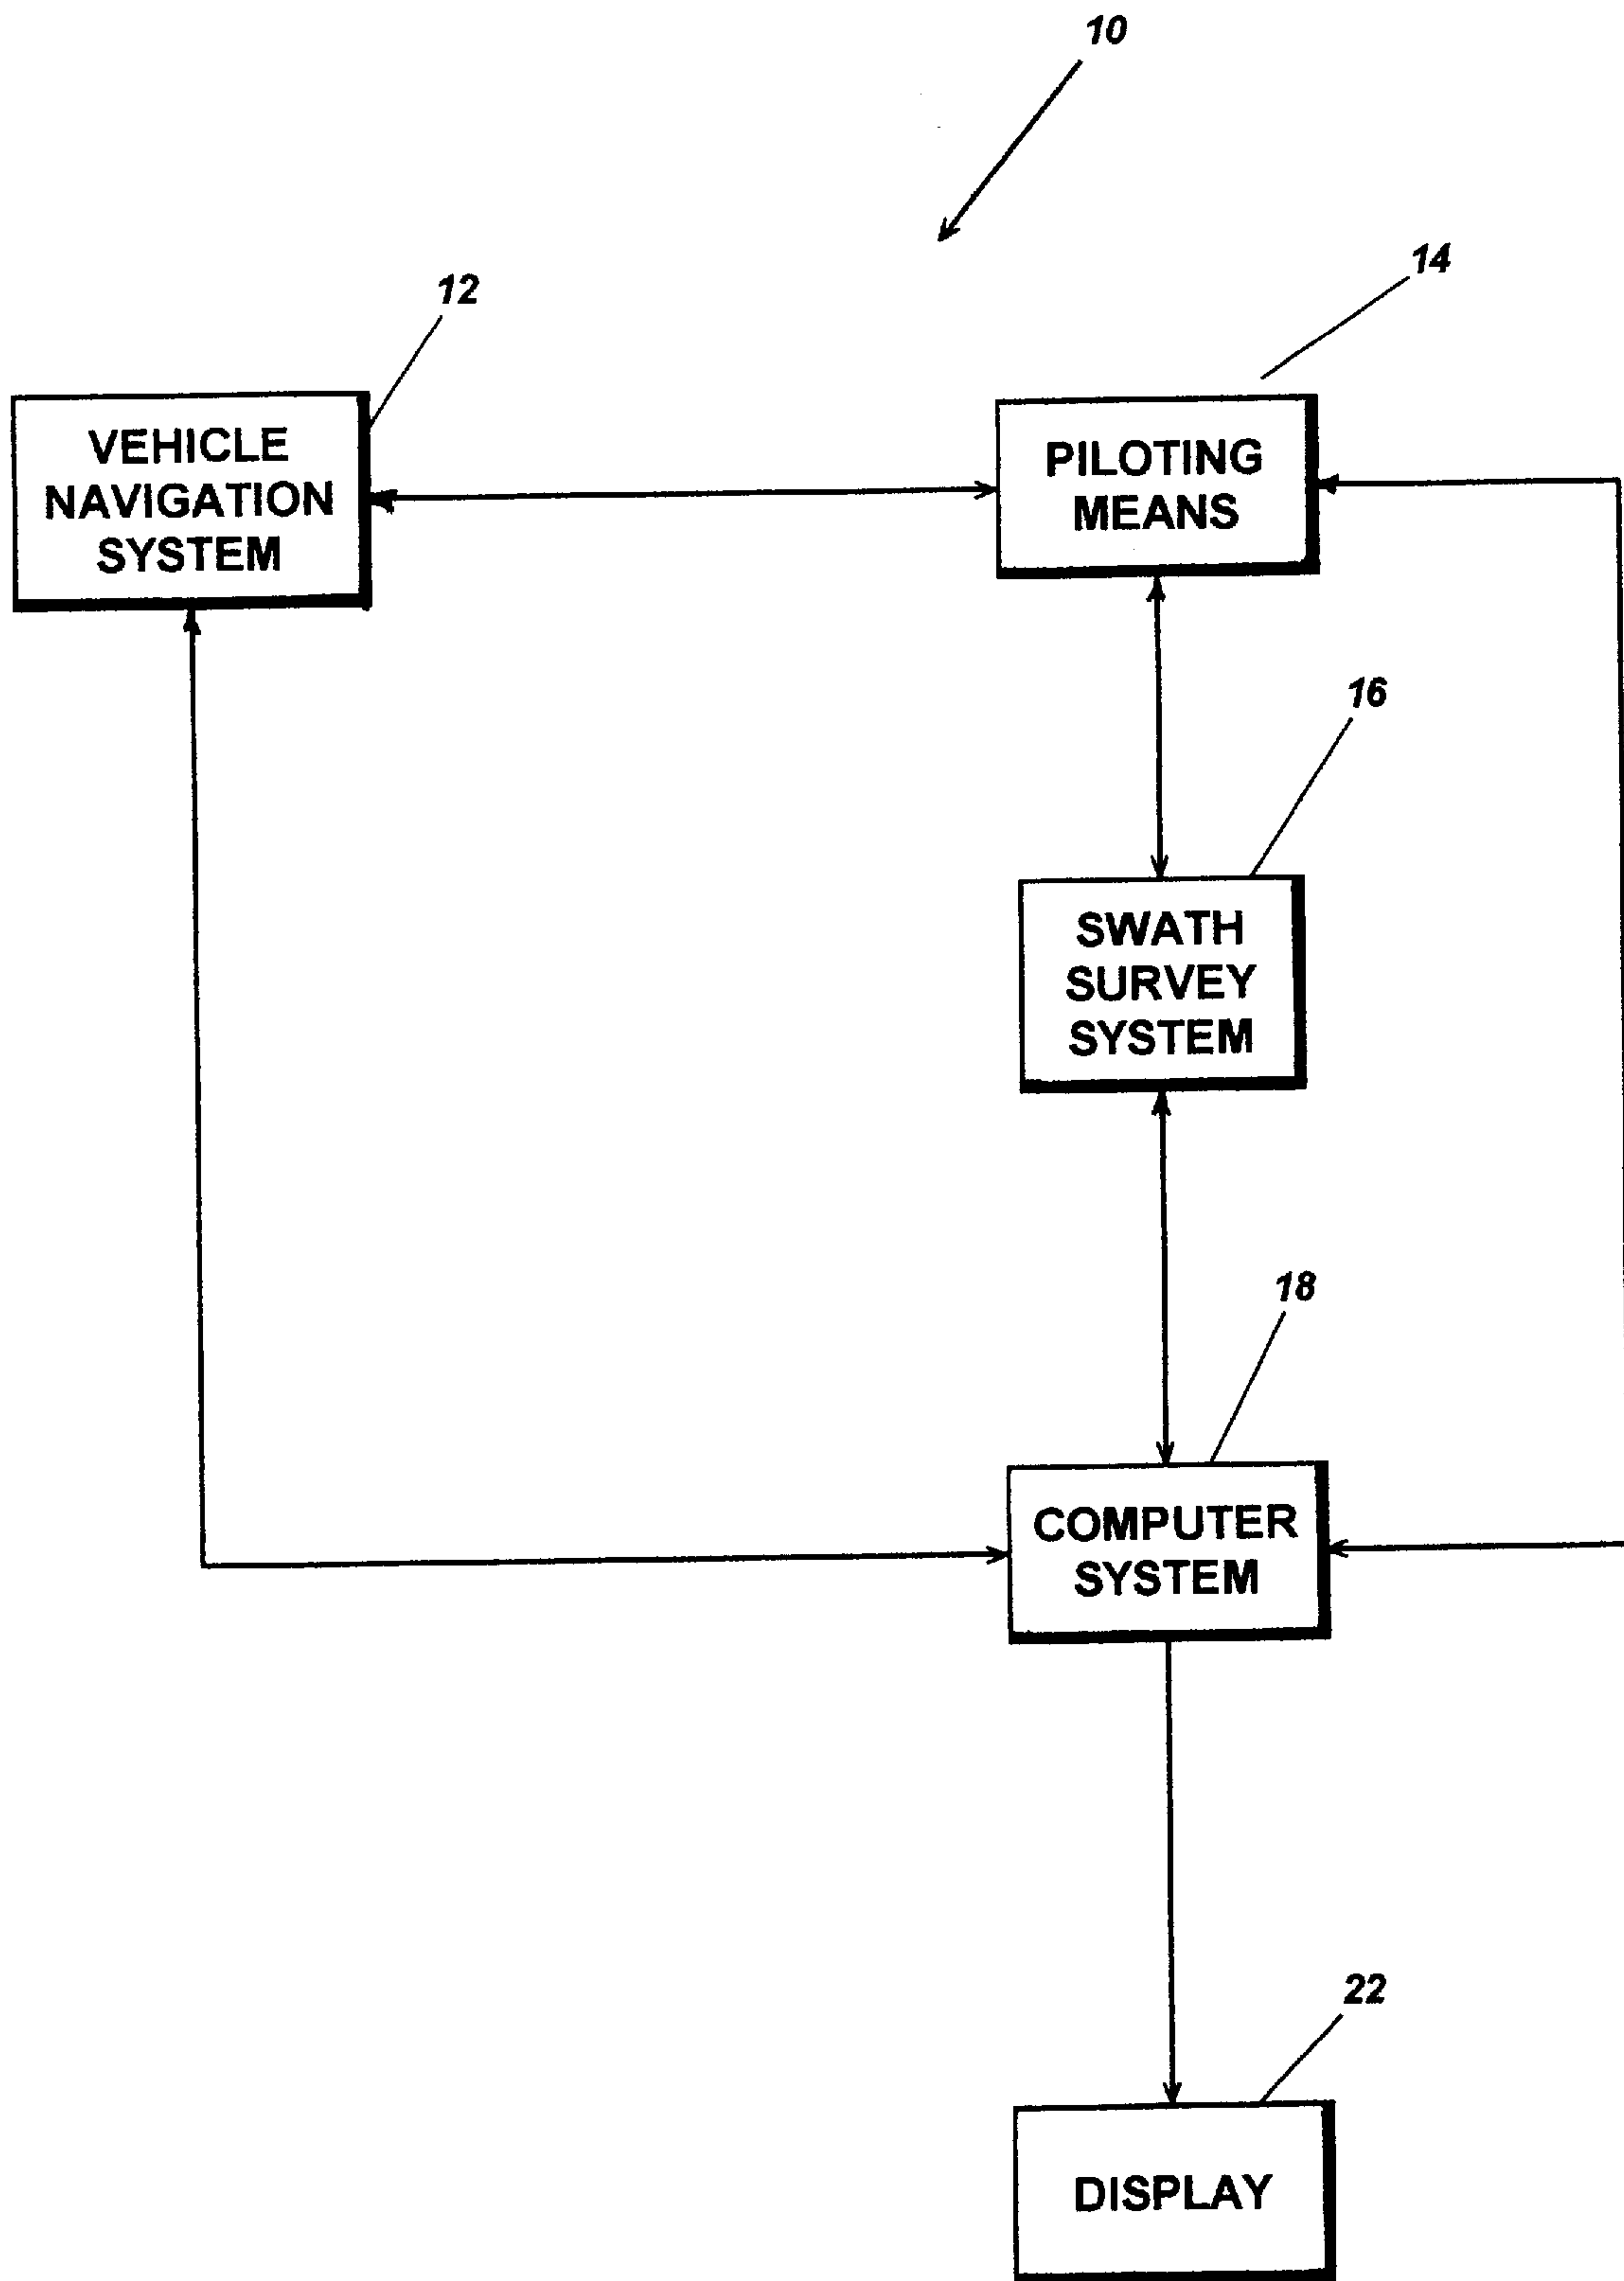 10
12
14
VEHICLE
NAVIGATION
SYSTEM
PILOTING
MEANS
16
SWATH
SURVEY
SYSTEM
18
COMPUTER
SYSTEM
22
DISPLAY